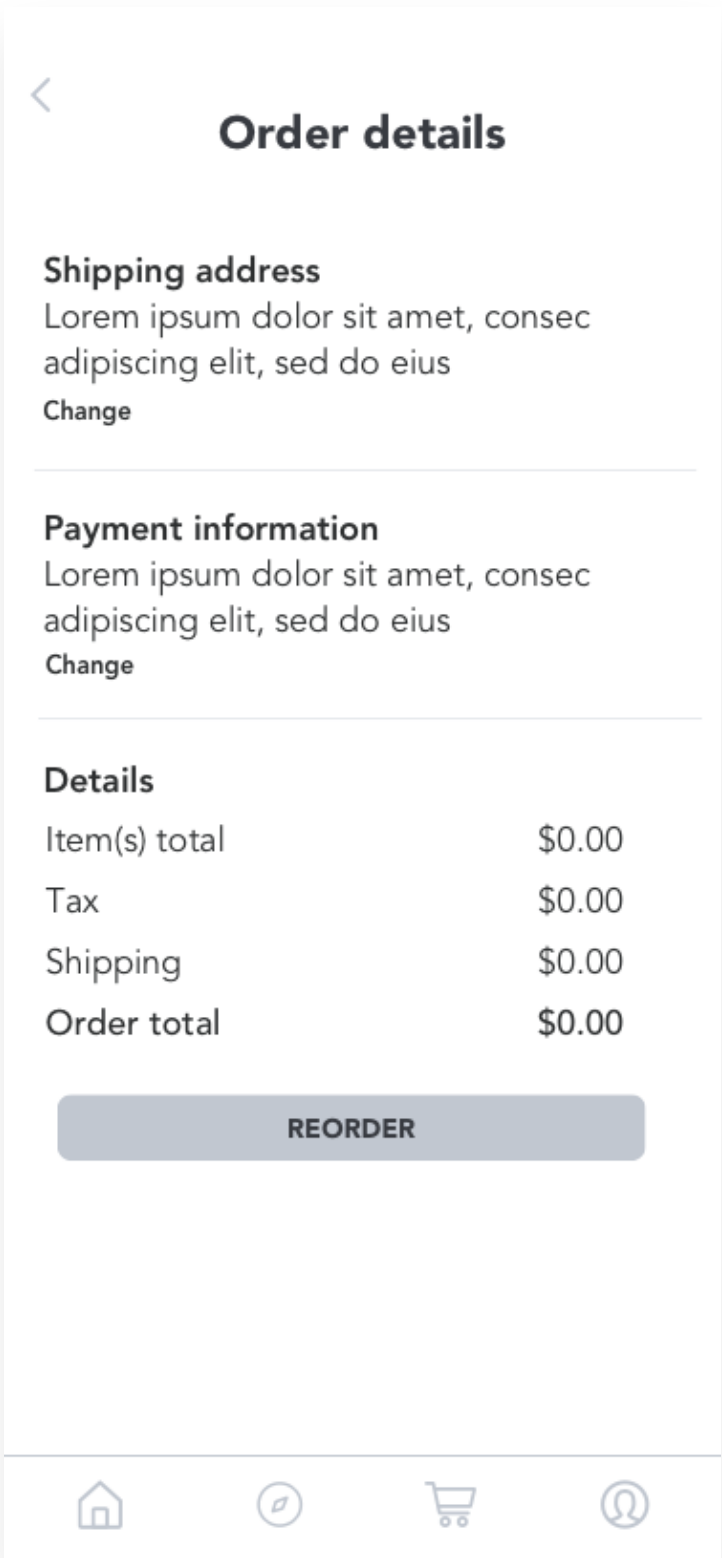 Order details
Shipping address
Lorem ipsum dolor sit amet, consec
adipiscing elit, sed do eius
Change
Payment information
Lorem ipsum dolor sit amet, consec
adipiscing elit, sed do eius
Change
Details
Item(s) total $0.00
Tax $0.00
Shipping $0.00
Order total $0.00
REORDER